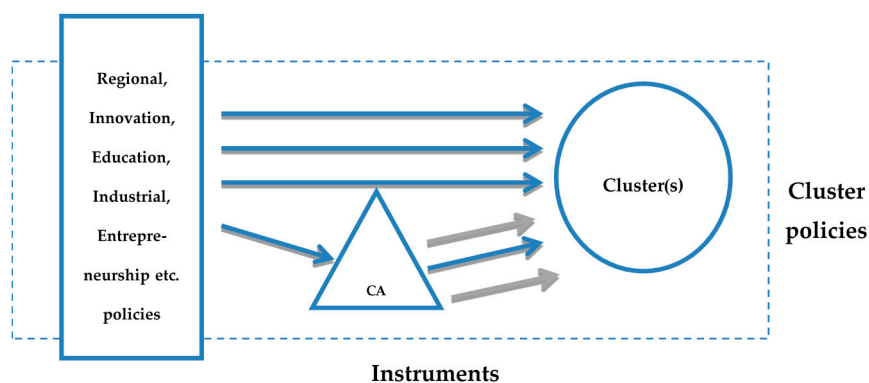 Regional,
Innovation,
Education,
Industrial,
Entrepre-
neurship etc.
policies
CA
Cluster(s)
Cluster
policies
Instruments